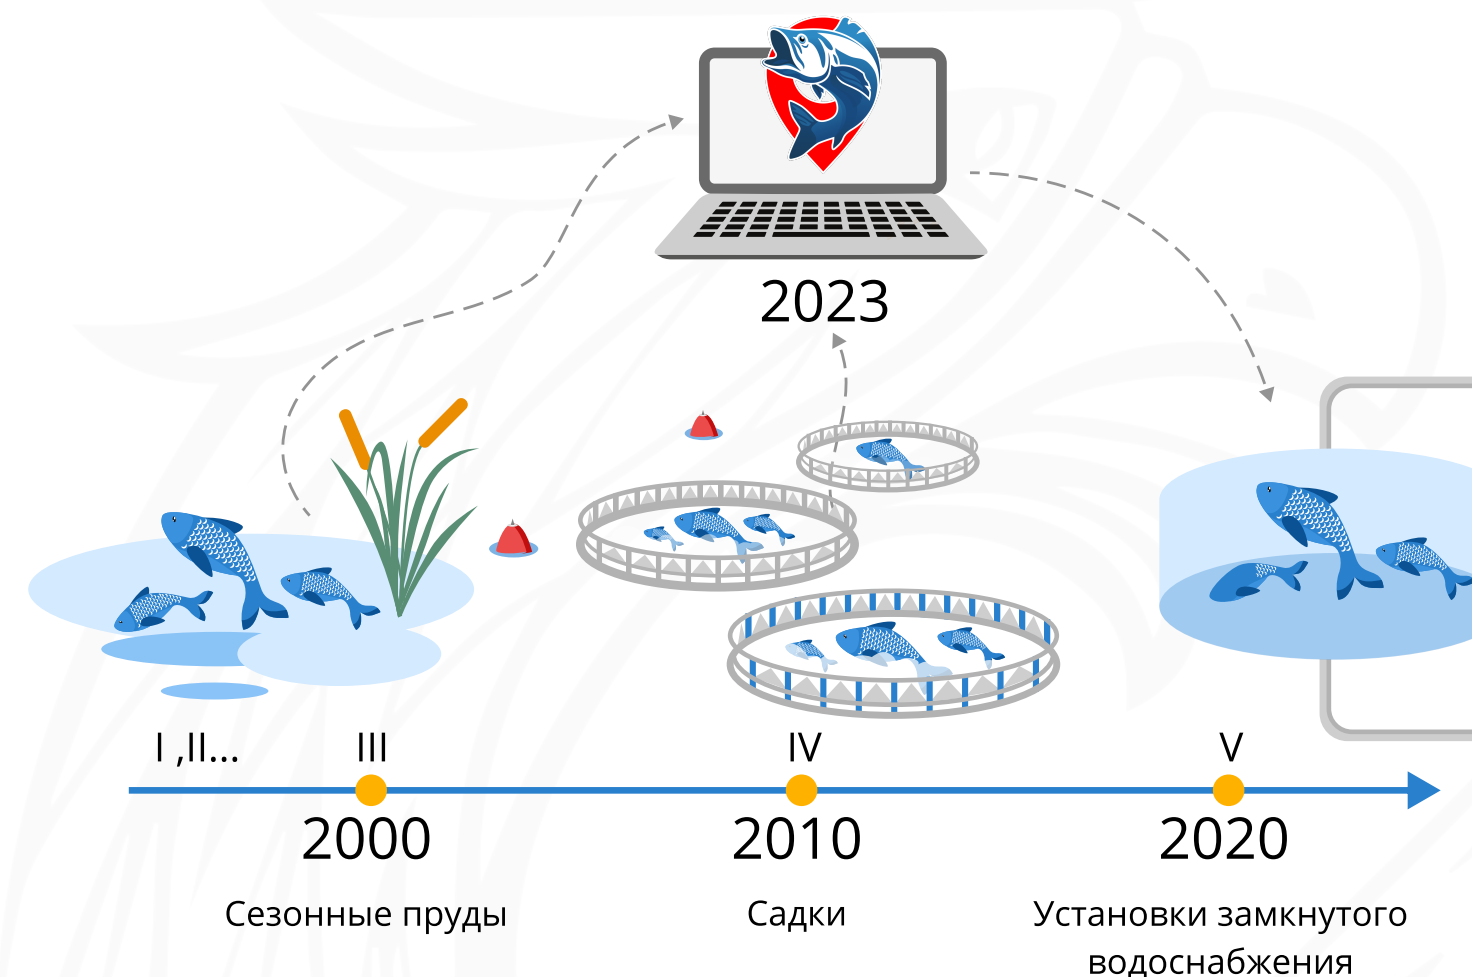 2023
I ,II...
III
IV
V
2000
2010
2020
Сезонные пруды
Садки
Установки замкнутого
водоснабжения